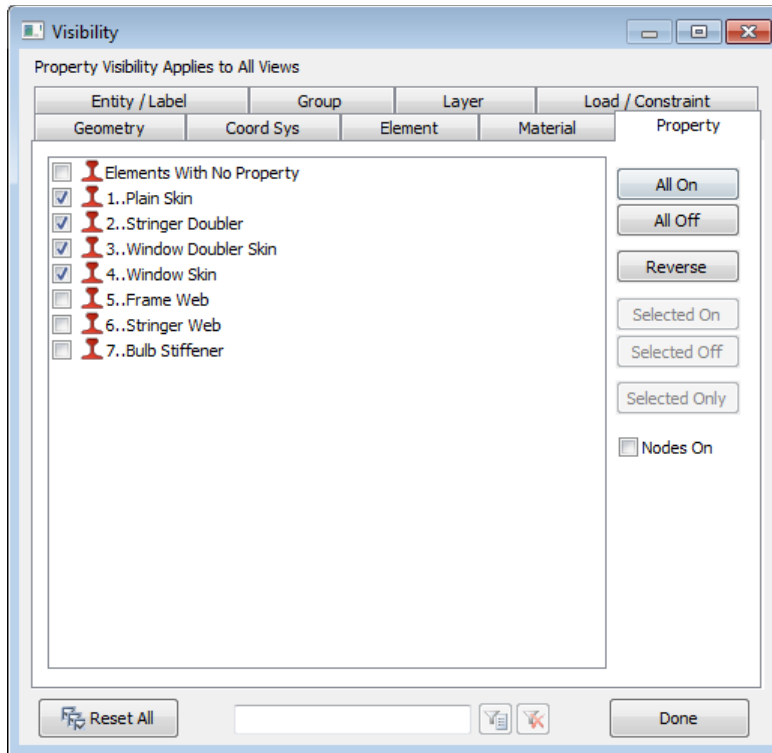 Visibility
Property Visibility Applies to All Views
Entity / Label Group Layer Load / Constraint
Geometry Coord Sys Element Material Property
Elements With No Property
1..Plain Skin
2..Stringer Doubler
3..Window Doubler Skin
4..Window Skin
5..Frame Web
6..Stringer Web
7..Bulb Stiffener
All On
All Off
Reverse
Selected On
Selected Off
Selected Only
Nodes On
Reset All
Done